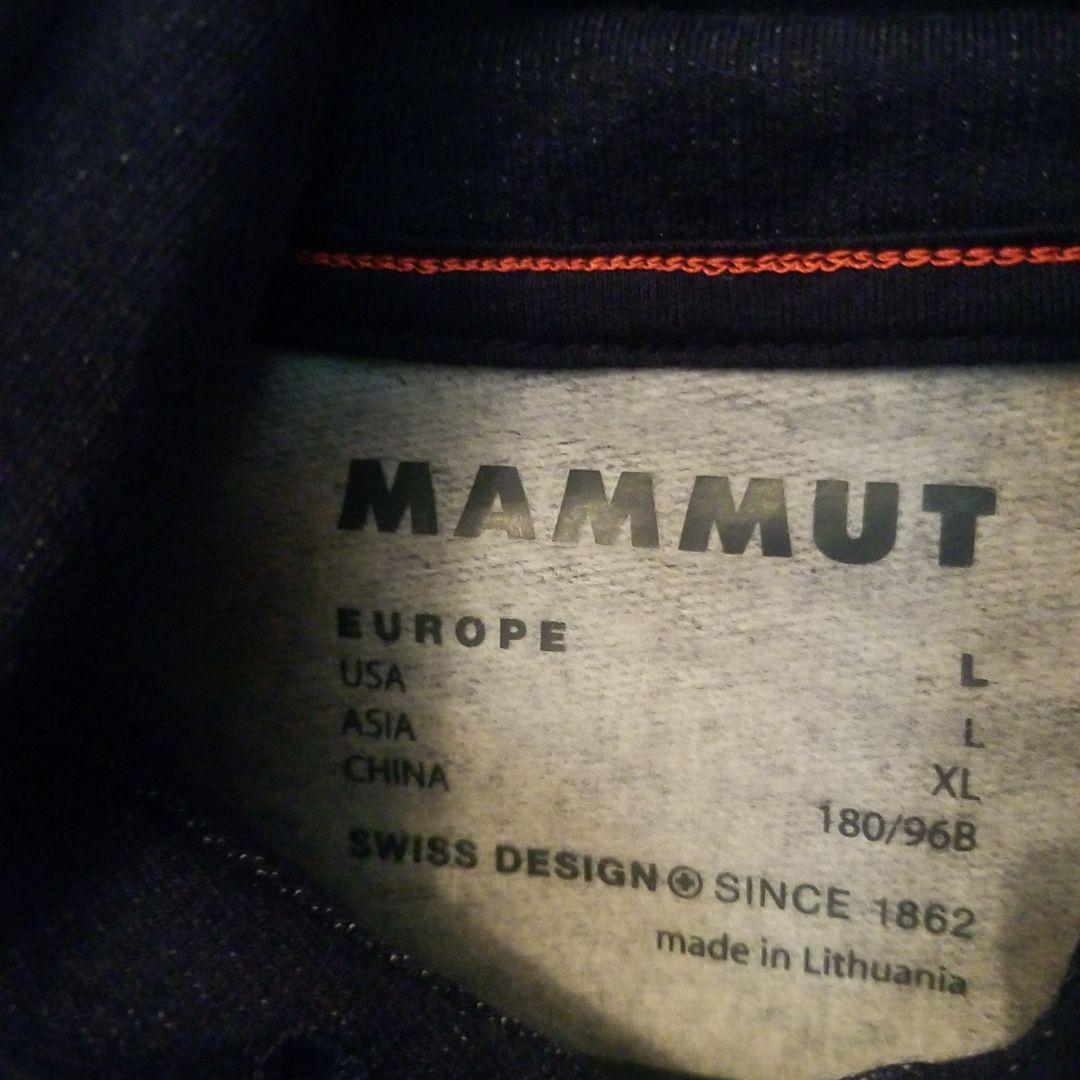 MAMMUT
EUROPE L
USA L
ASIA XL
CHINA 180/96B
SWISS DESIGN SINCE 1862
made in Lithuania